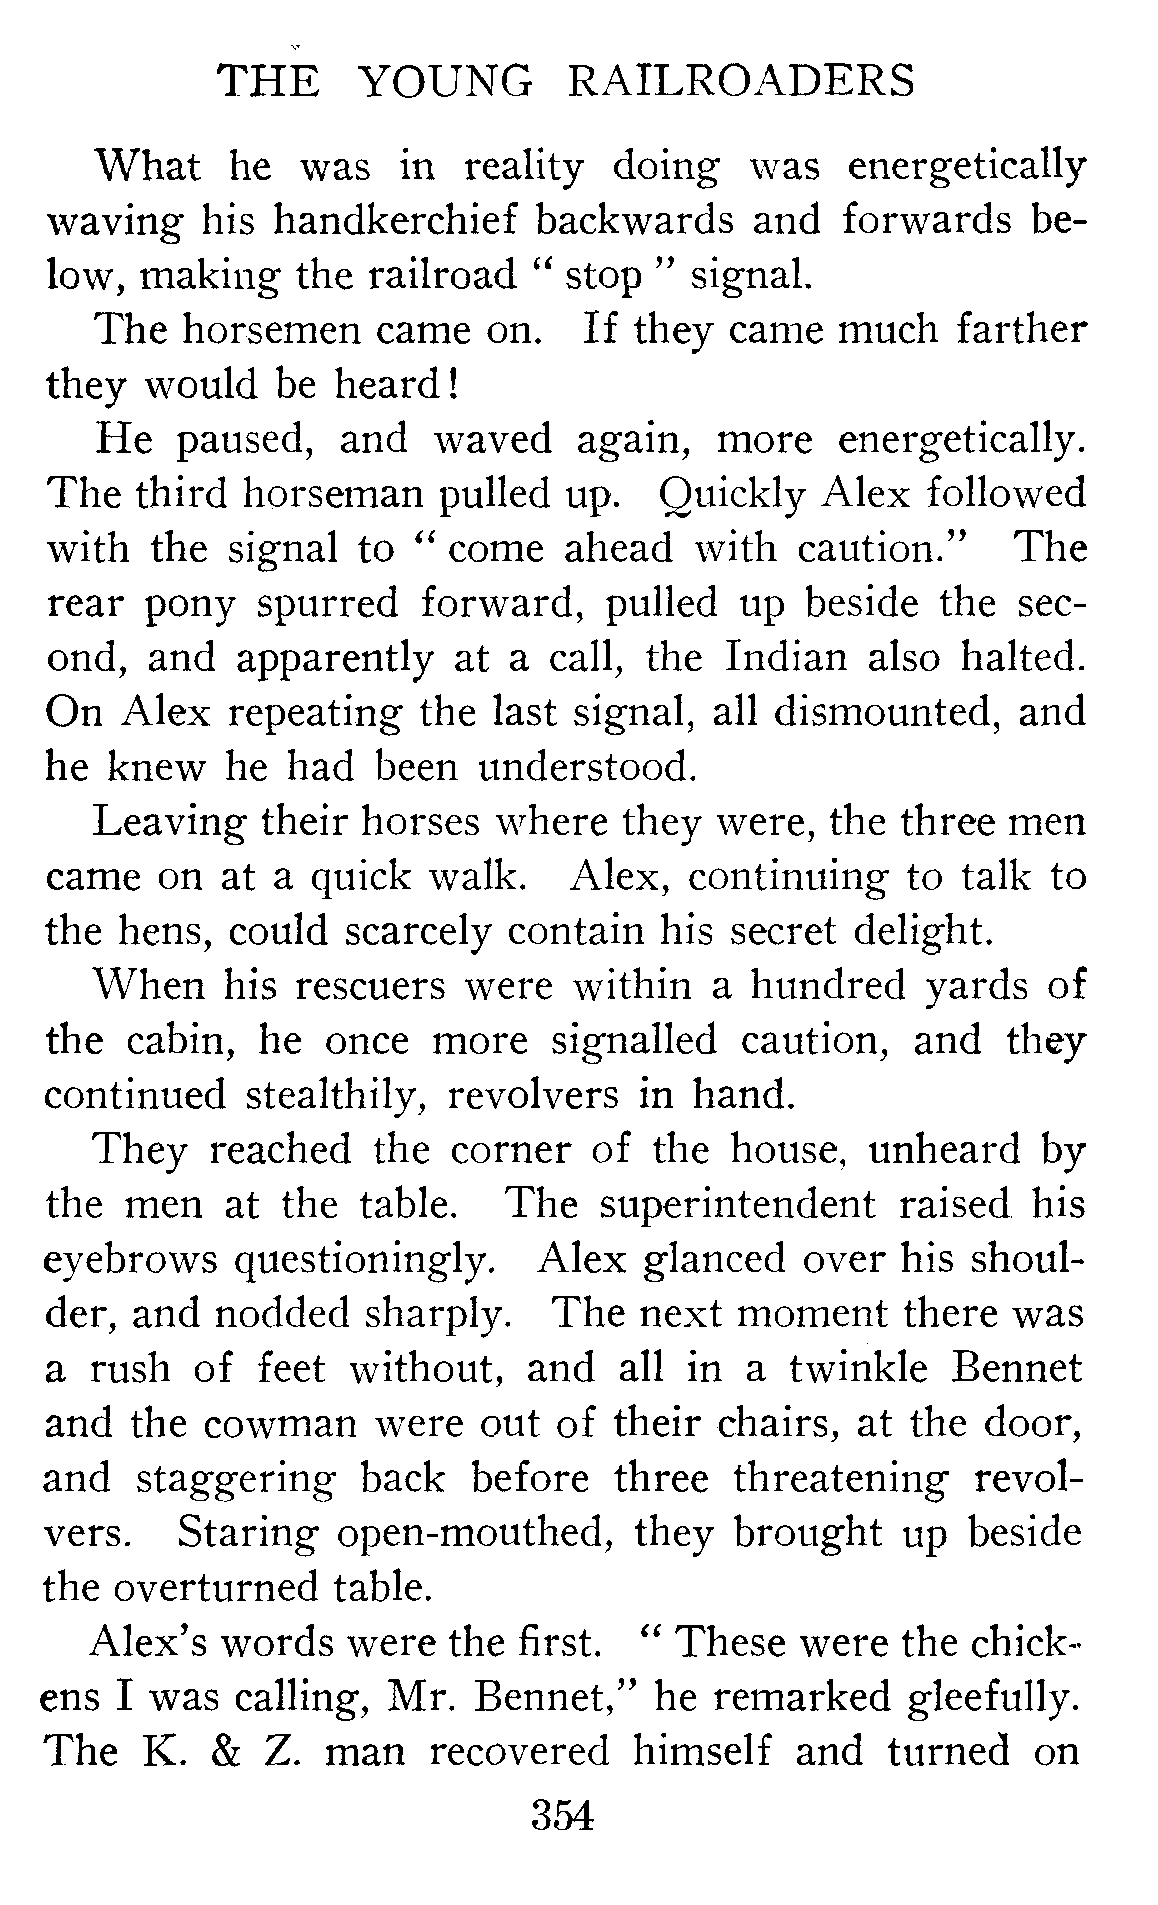 THE YOUNG RAILROADERS
What he was in reality doing was energetically
waving his handkerchief backwards and forwards be-
low, making the railroad “ stop ” signal.
The horsemen came on. If they came much farther
they would be heard!
He paused, and waved again, more energetically.
The third horseman pulled up. Quickly Alex followed
with the signal to “ come ahead with caution.” The
rear pony spurred forward, pulled up beside the sec-
ond, and apparently at a call, the Indian also halted.
On Alex repeating the last signal, all dismounted, and
he knew he had been understood.
Leaving their horses where they were, the three men
came on at a quick walk. Alex, continuing to talk to
the hens, could scarcely contain his secret delight.
When his rescuers were within a hundred yards of
the cabin, he once more signalled caution, and they
continued stealthily, revolvers in hand.
They reached the corner of the house, unheard by
the men at the table. The superintendent raised his
eyebrows questioningly. Alex glanced over his shoul-
der, and nodded sharply. The next moment there was
a rush of feet without, and all in a twinkle Bennet
and the cowman were out of their chairs, at the door,
and staggering back before three threatening revol-
vers. Staring open-mouthed, they brought up beside
the overturned table.
Alex’s words were the first. “ These were the chick-
ens I was calling, Mr. Bennet,” he remarked gleefully.
The K. & Z. man recovered himself and turned on
354